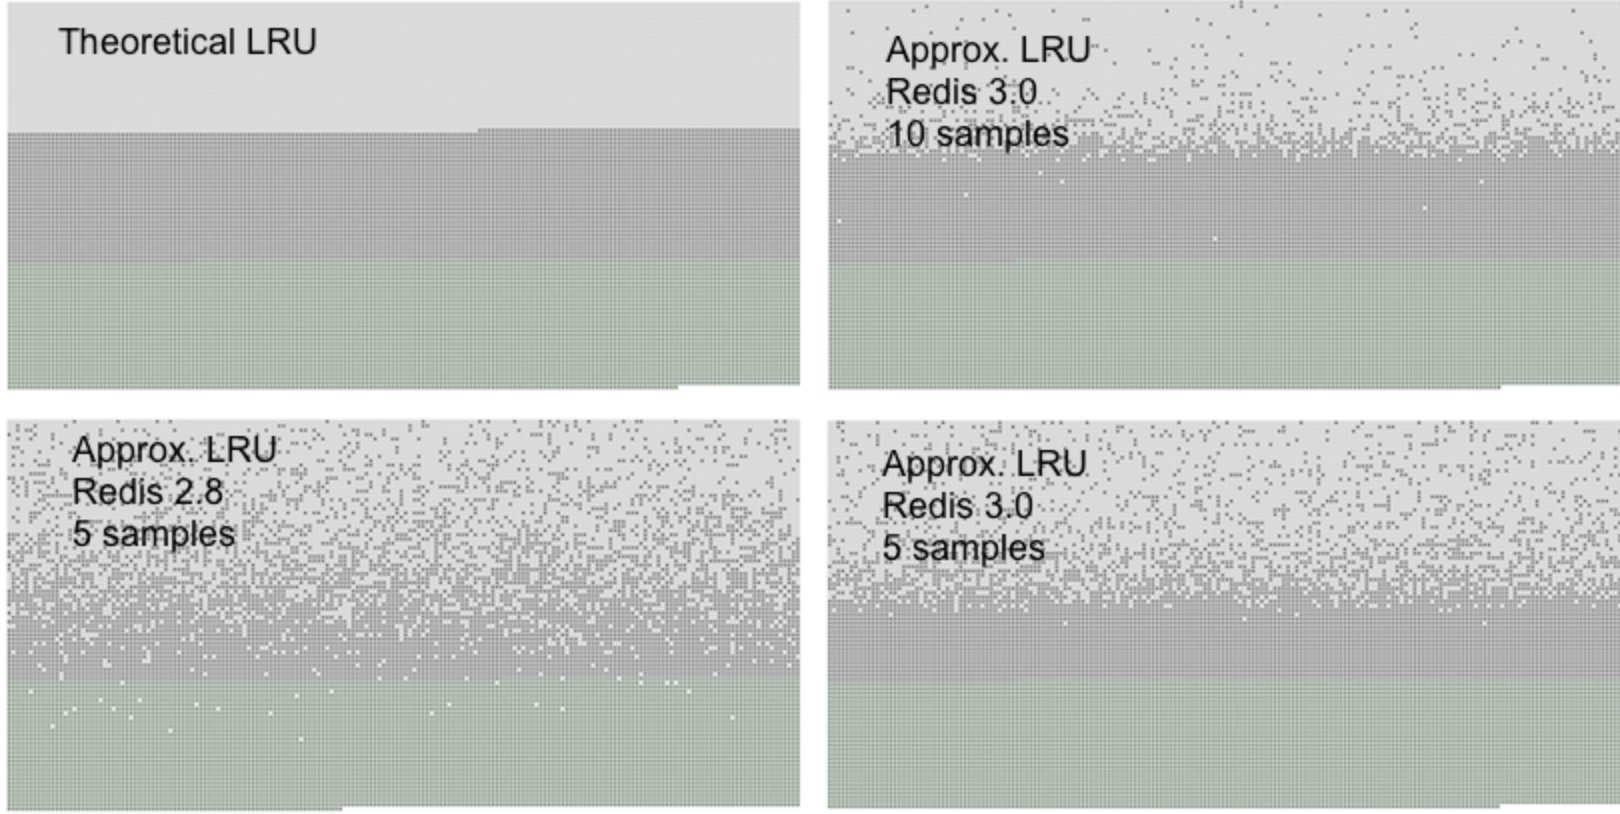 Theoretical LRU
Approx. LRU
Redis 3.0
10 samples
Approx. LRU
Redis 2.8
5 samples
Approx. LRU
Redis 3.0
5 samples